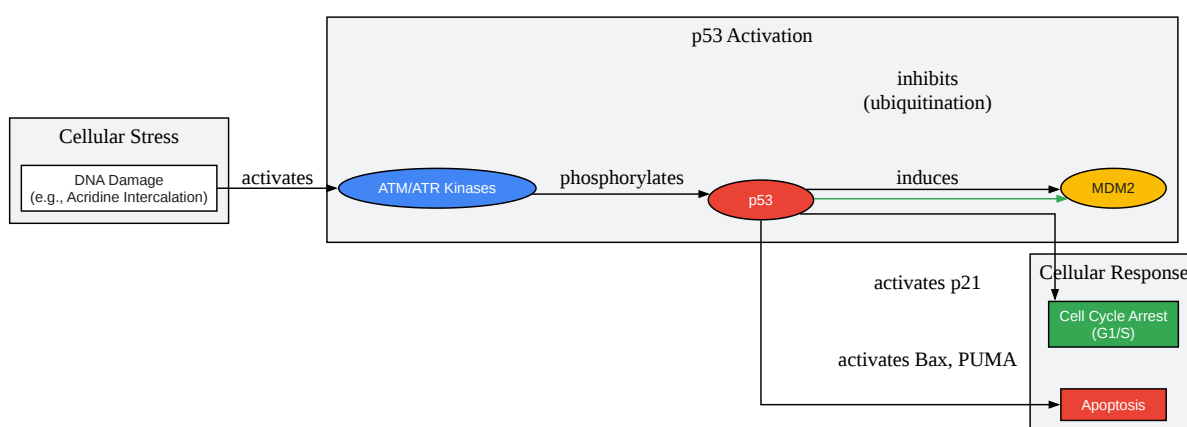 p53 Activation
inhibits
(ubiquitination)
Cellular Stress
DNA Damage
(e.g., Acridine Intercalation)
activates
ATM/ATR Kinases
phosphorylates
p53
induces
MDM2
activates p21
Cellular Response
Cell Cycle Arrest
(G1/S)
activates Bax, PUMA
Apoptosis